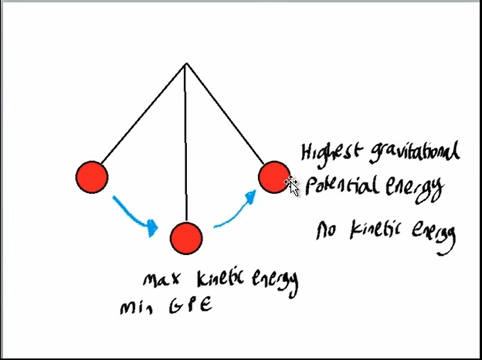 Highest gravitational
Potential energy
No kinetic energy
max kinetic energy
min GPE